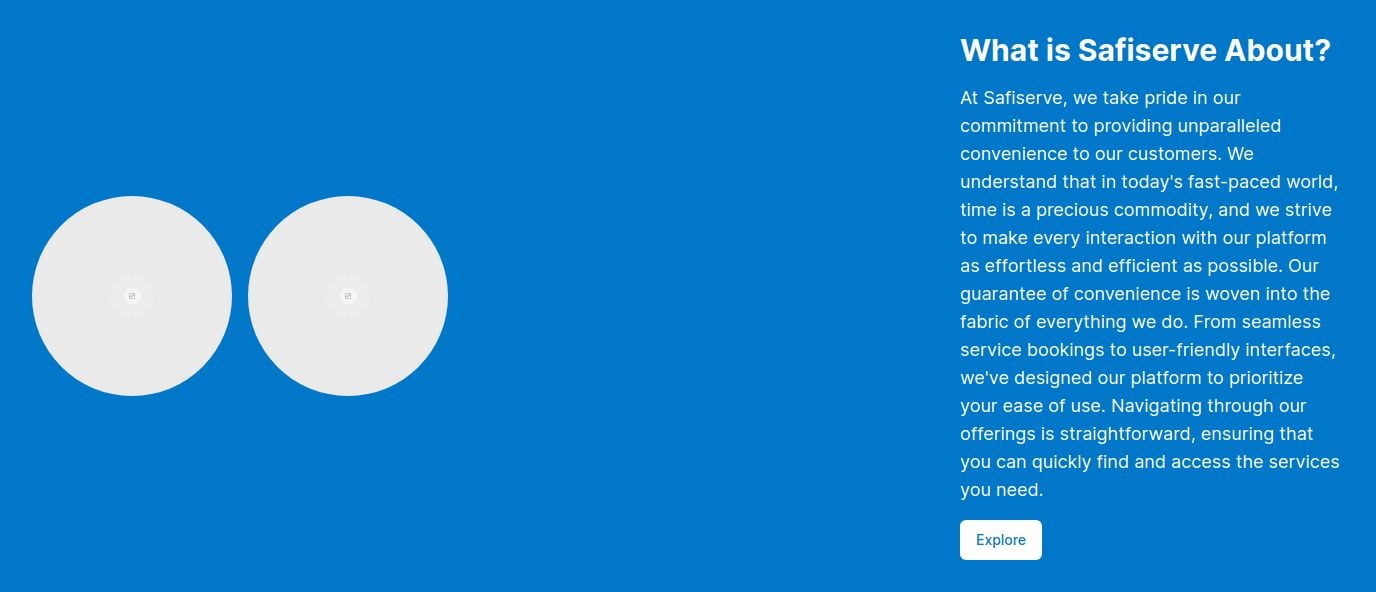 What is Safiserve About?
At Safiserve, we take pride in our
commitment to providing unparalleled
convenience to our customers. We
understand that in today's fast-paced world,
time is a precious commodity, and we strive
to make every interaction with our platform
as effortless and efficient as possible. Our
guarantee of convenience is woven into the
fabric of everything we do. From seamless
service bookings to user-friendly interfaces,
we've designed our platform to prioritize
your ease of use. Navigating through our
offerings is straightforward, ensuring that
you can quickly find and access the services
you need.
Explore